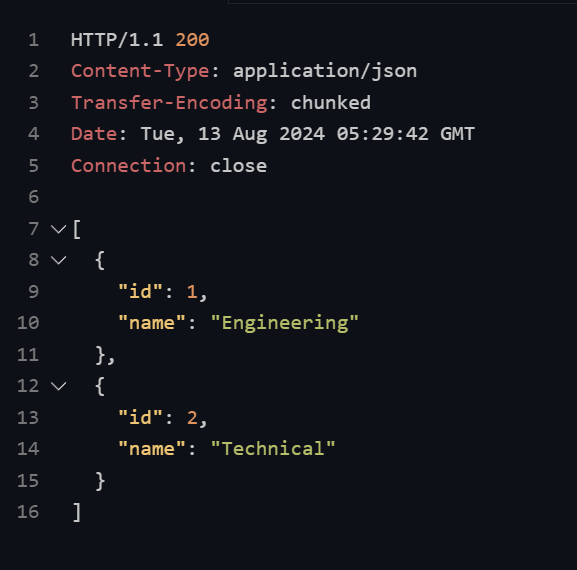 1 HTTP/1.1 200
2 Content-Type: application/json
3 Transfer-Encoding: chunked
4 Date: Tue, 13 Aug 2024 05:29:42 GMT
5 Connection: close
6
7 [
8   {
9     "id": 1,
10     "name": "Engineering"
11   },
12   {
13     "id": 2,
14     "name": "Technical"
15   }
16 ]